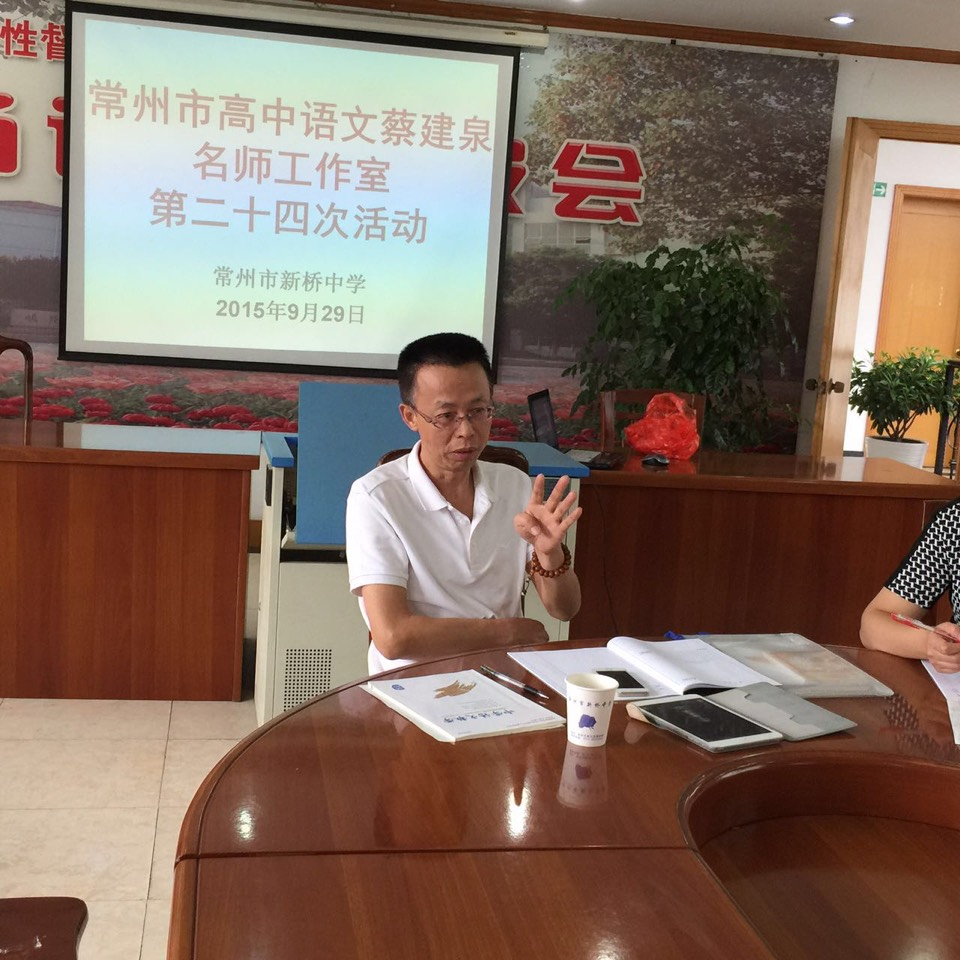 性督
常州市高中语文蔡建泉
名师工作室
第二十四次活动
常州市新桥中学
2015年9月29日
会